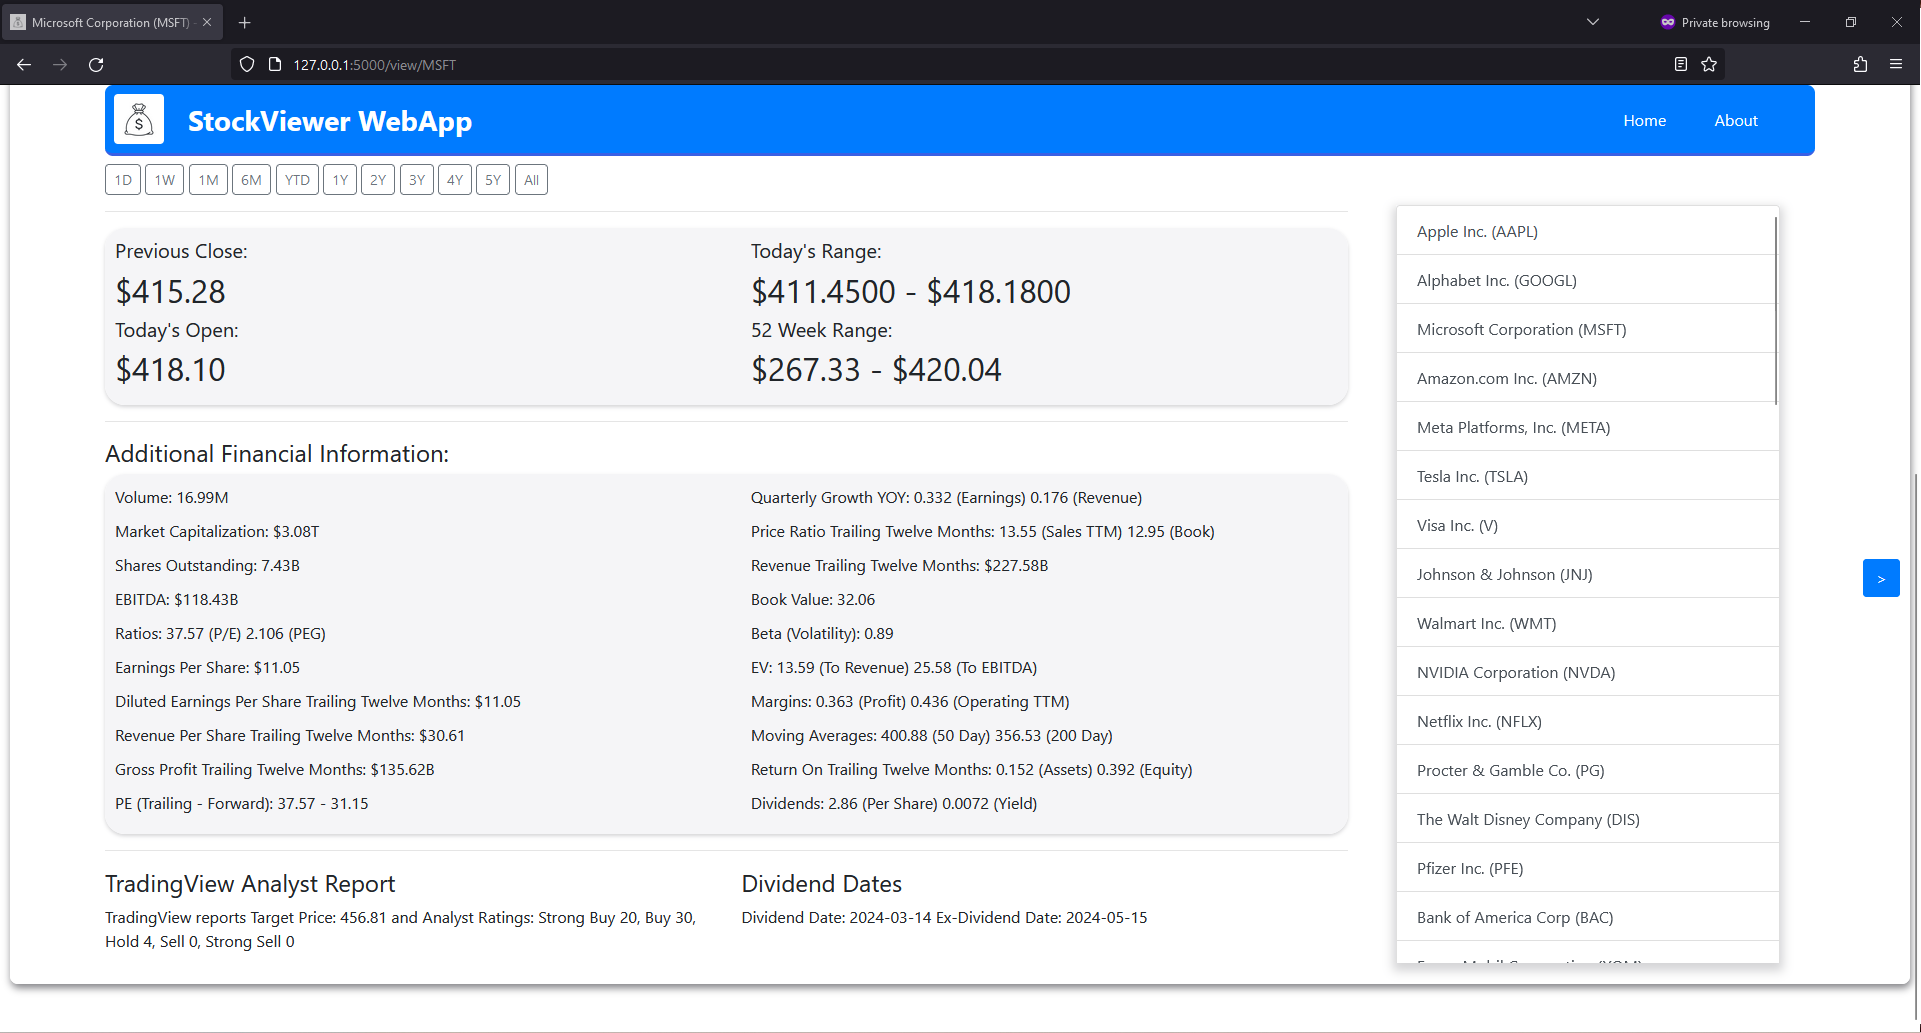 Microsoft Corporation (MSFT)
Private browsing
127.0.0.1:5000/view/MSFT
$
StockViewer WebApp
Home
About
1D
1W
1M
6M
YTD
1Y
2Y
3Y
4Y
5Y
All
Previous Close:
$415.28
Today's Open:
$418.10
Today's Range:
$411.4500 - $418.1800
52 Week Range:
$267.33 - $420.04
Additional Financial Information:
Volume: 16.99M
Market Capitalization: $3.08T
Shares Outstanding: 7.43B
EBITDA: $118.43B
Ratios: 37.57 (P/E) 2.106 (PEG)
Earnings Per Share: $11.05
Diluted Earnings Per Share Trailing Twelve Months: $11.05
Revenue Per Share Trailing Twelve Months: $30.61
Gross Profit Trailing Twelve Months: $135.62B
PE (Trailing - Forward): 37.57 - 31.15
Quarterly Growth YOY: 0.332 (Earnings) 0.176 (Revenue)
Price Ratio Trailing Twelve Months: 13.55 (Sales TTM) 12.95 (Book)
Revenue Trailing Twelve Months: $227.58B
Book Value: 32.06
Beta (Volatility): 0.89
EV: 13.59 (To Revenue) 25.58 (To EBITDA)
Margins: 0.363 (Profit) 0.436 (Operating TTM)
Moving Averages: 400.88 (50 Day) 356.53 (200 Day)
Return On Trailing Twelve Months: 0.152 (Assets) 0.392 (Equity)
Dividends: 2.86 (Per Share) 0.0072 (Yield)
TradingView Analyst Report
TradingView reports Target Price: 456.81 and Analyst Ratings: Strong Buy 20, Buy 30,
Hold 4, Sell 0, Strong Sell 0
Dividend Dates
Dividend Date: 2024-03-14 Ex-Dividend Date: 2024-05-15
Apple Inc. (AAPL)
Alphabet Inc. (GOOGL)
Microsoft Corporation (MSFT)
Amazon.com Inc. (AMZN)
Meta Platforms, Inc. (META)
Tesla Inc. (TSLA)
Visa Inc. (V)
Johnson & Johnson (JNJ)
Walmart Inc. (WMT)
NVIDIA Corporation (NVDA)
Netflix Inc. (NFLX)
Procter & Gamble Co. (PG)
The Walt Disney Company (DIS)
Pfizer Inc. (PFE)
Bank of America Corp (BAC)
>